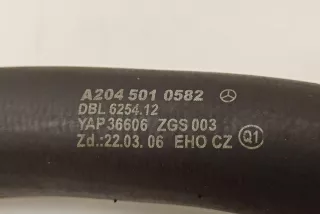 A204 501 0582
DBL 6254.12
YAP 36606 ZGS 003
Zd.:22.03.06 EHO CZ Q1